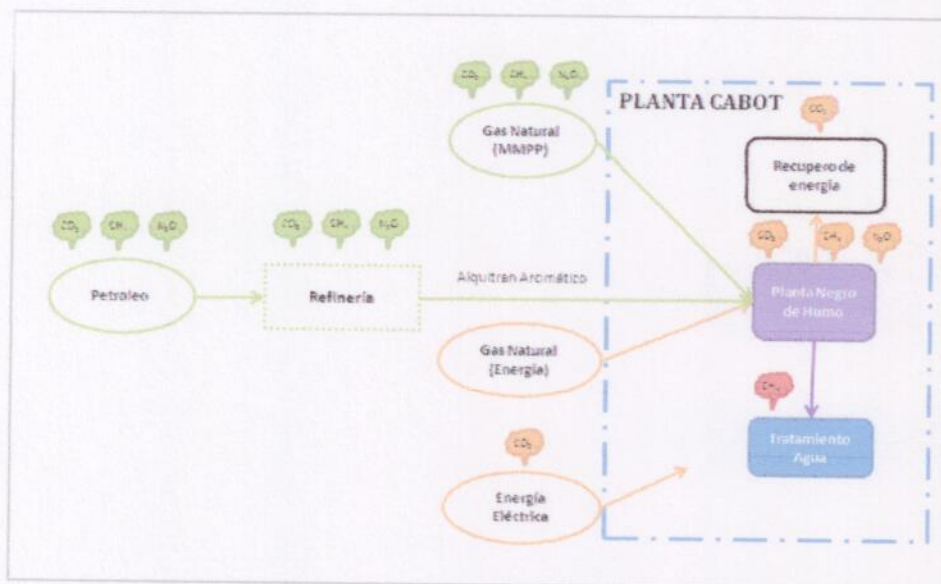 CO₂ CH₄ N₂O
PLANTA CABOT
CO₂
Gas Natural
(MMPP)
Recupero de
energía
CO₂ CH₄ N₂O
CO₂ CH₄ N₂O
CO₂ CH₄ N₂O
Petroleo
Refinería
Alquitran Aromático
Planta Negro
de Humo
Gas Natural
(Energía)
CH₄
CO₂
Tratamiento
Agua
Energía
Eléctrica